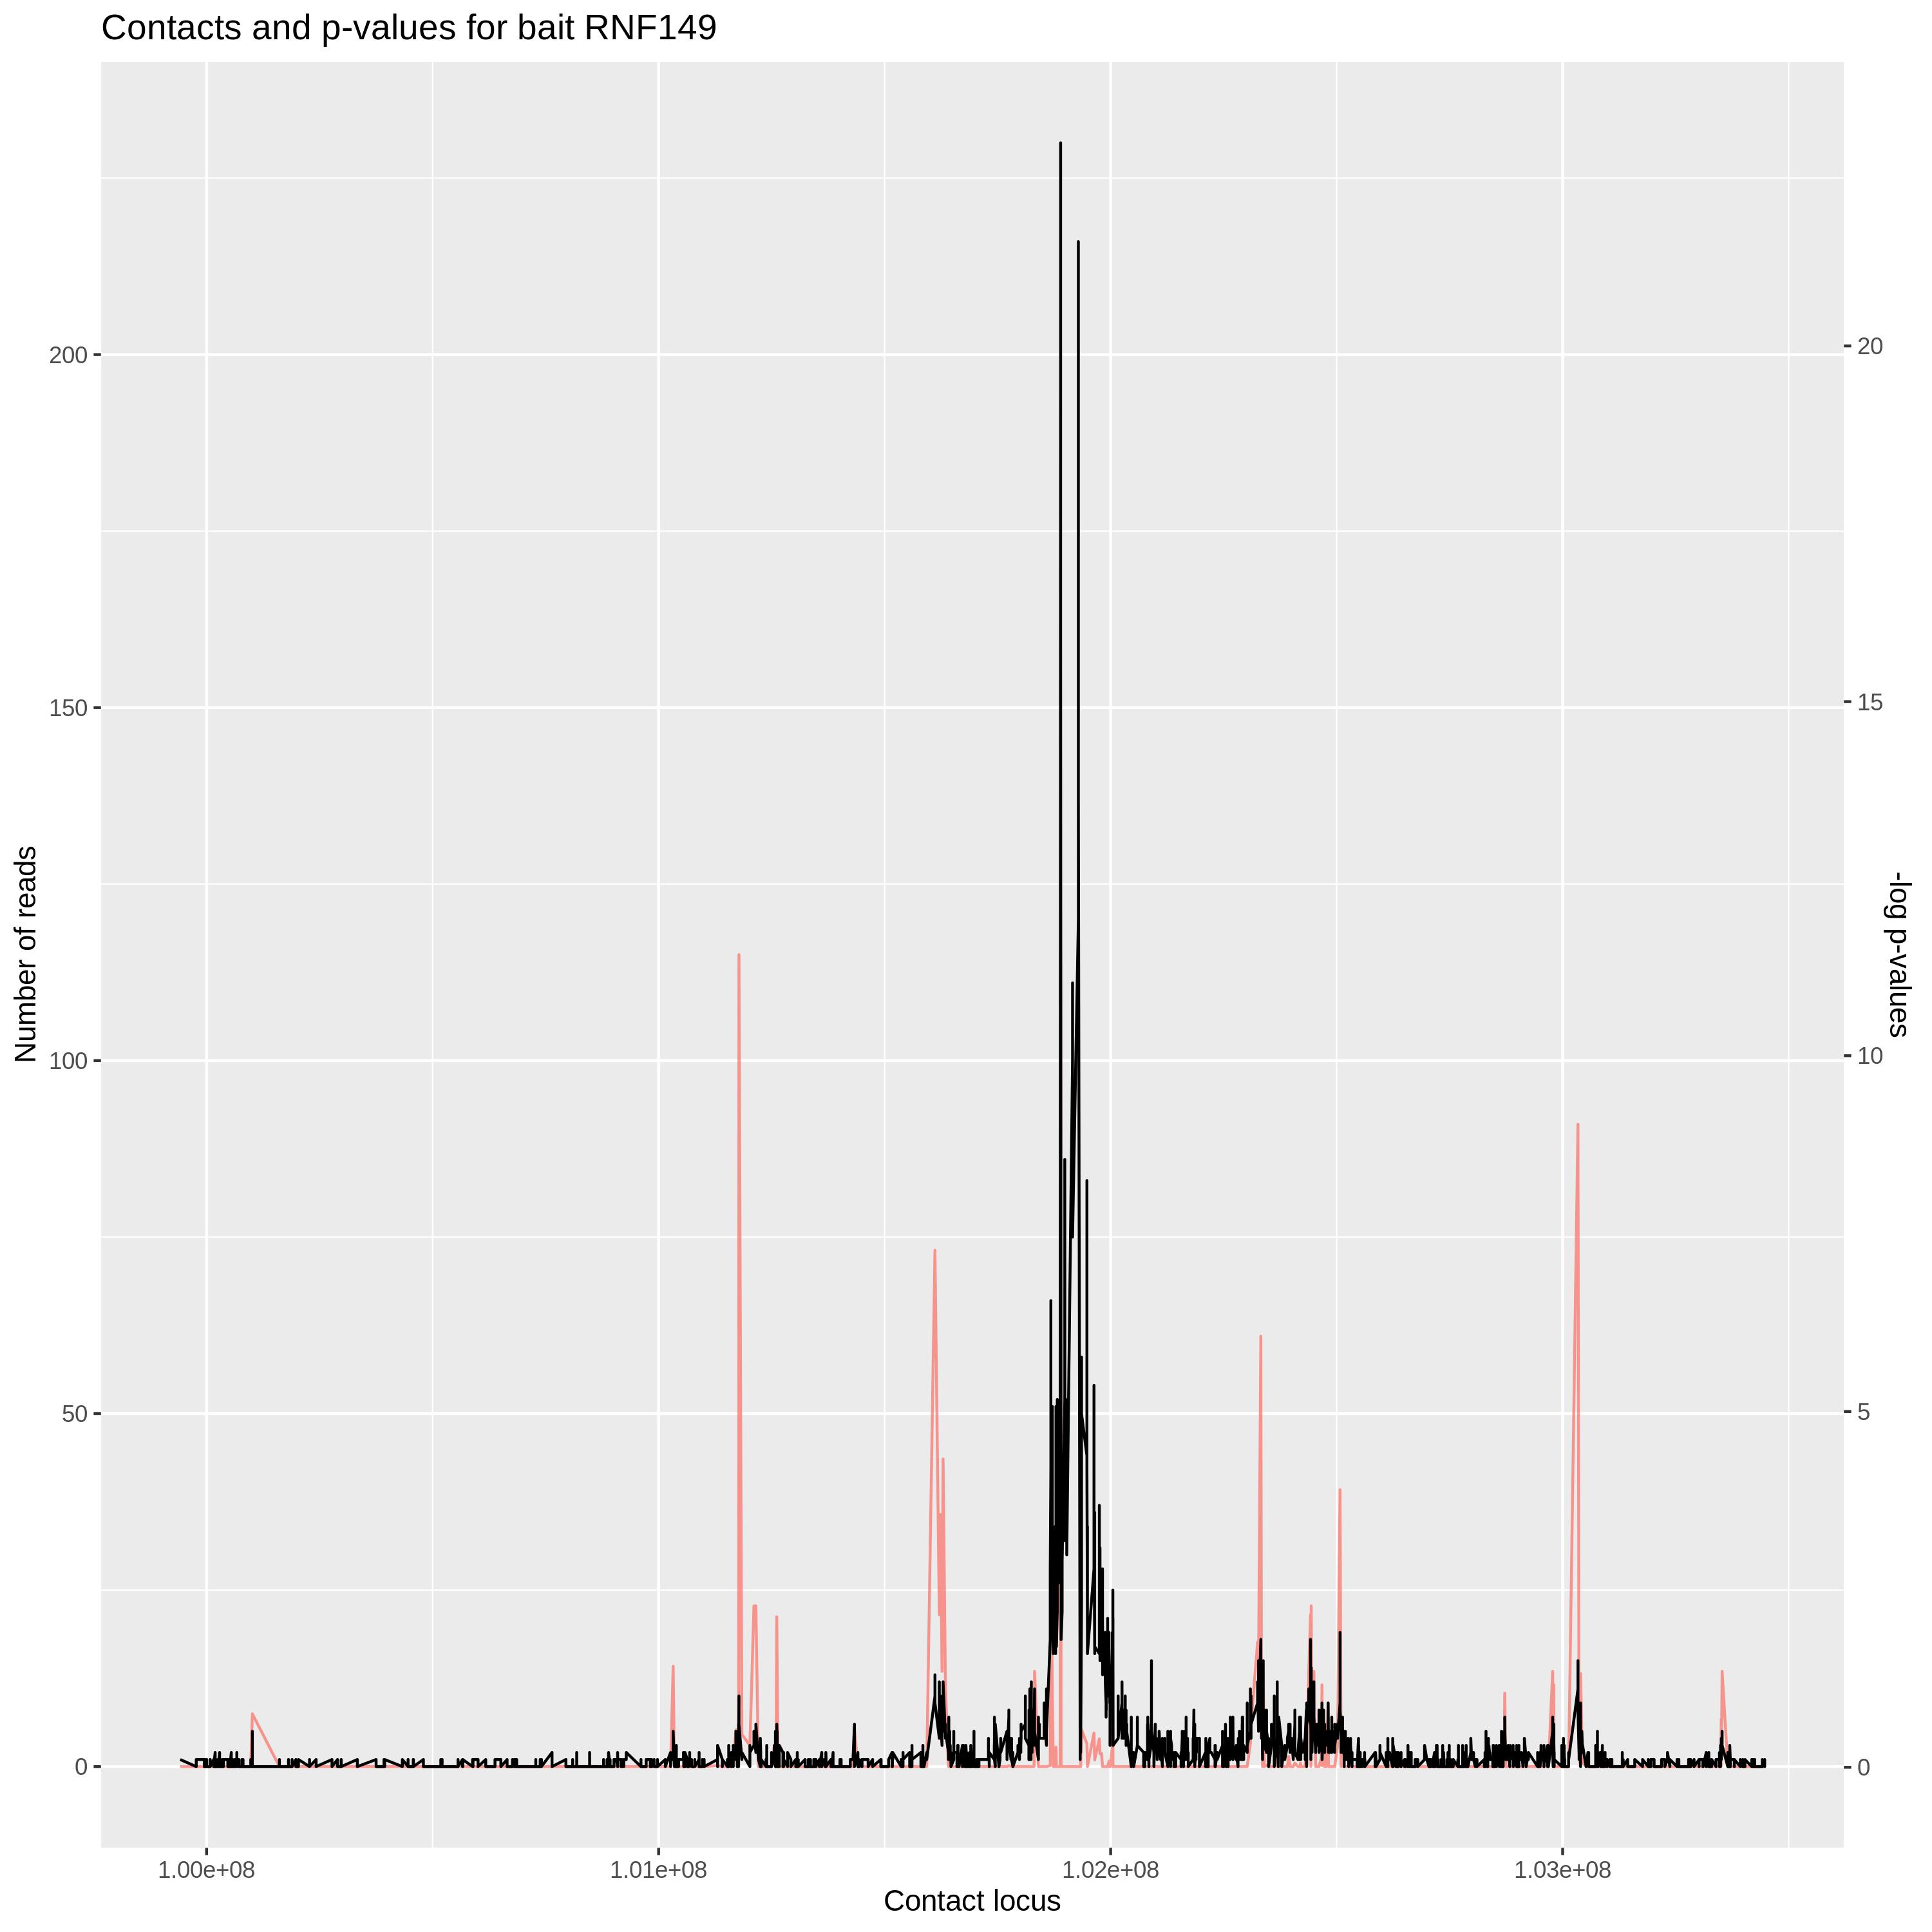 Contacts and p-values for bait RNF149
200
150
100
50
0
20
15
10
5
0
Number of reads
-log p-values
1.00e+08
1.01e+08
1.02e+08
1.03e+08
Contact locus